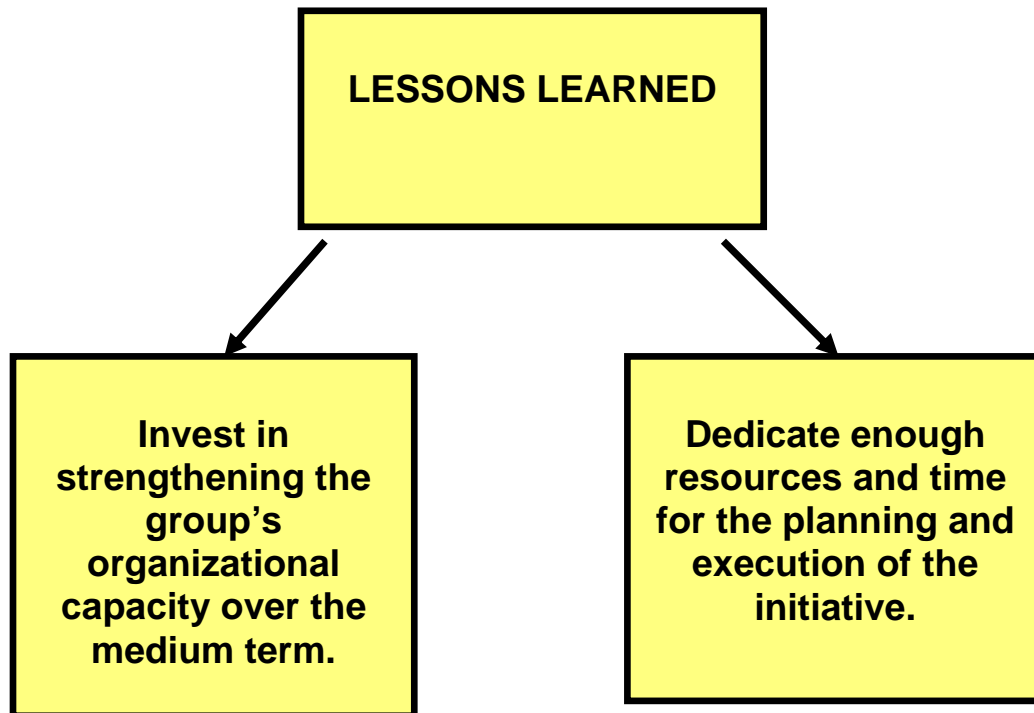 LESSONS LEARNED
Invest in
strengthening the
group’s
organizational
capacity over the
medium term.
Dedicate enough
resources and time
for the planning and
execution of the
initiative.